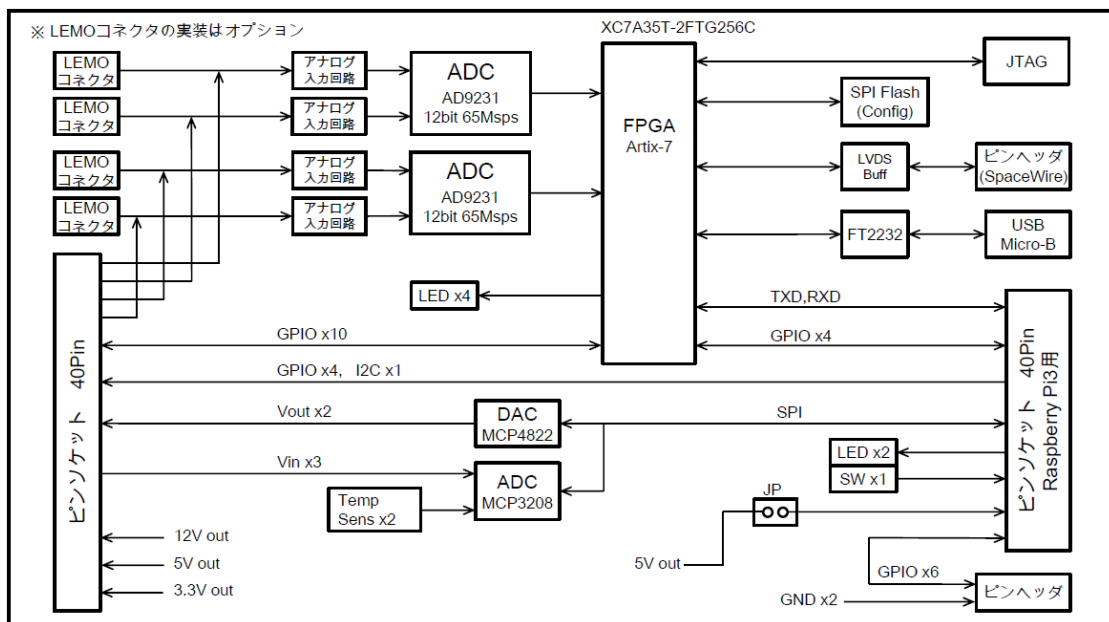 ※ LEMOコネクタの実装はオプション
XC7A35T-2FTG256C
LEMO
コネクタ
アナログ
入力回路
LEMO
コネクタ
アナログ
入力回路
ADC
AD9231
12bit 65Msps
LEMO
コネクタ
アナログ
入力回路
LEMO
コネクタ
アナログ
入力回路
ADC
AD9231
12bit 65Msps
FPGA
Artix-7
JTAG
SPI Flash
(Config)
LVDS
Buff
ピンヘッダ
(SpaceWire)
FT2232
USB
Micro-B
LED x4
TXD,RXD
GPIO x10
GPIO x4
GPIO x4, I2C x1
Vout x2
DAC
MCP4822
SPI
Vin x3
ADC
MCP3208
Temp
Sens x2
LED x2
SW x1
JP
5V out
12V out
5V out
3.3V out
GPIO x6
GND x2
ピンヘッダ
ピンソケット 40Pin
ピンソケット 40Pin
Raspberry Pi3用